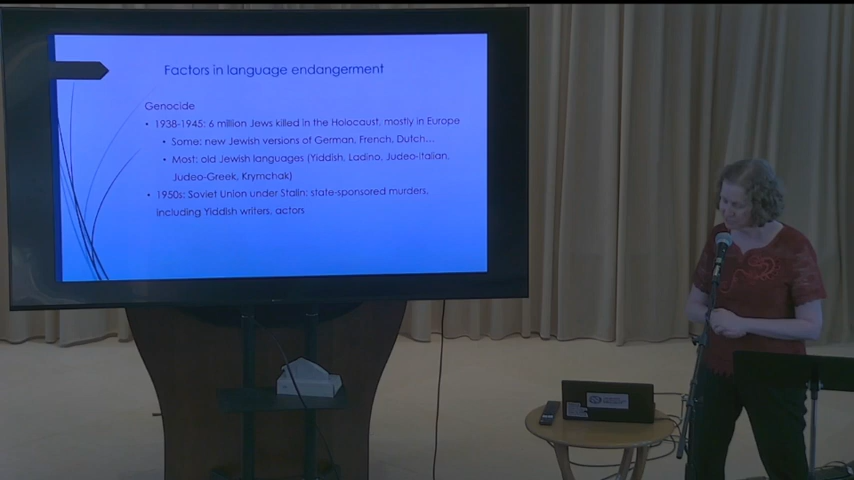 Factors in language endangerment
Genocide
• 1938-1945: 6 million Jews killed in the Holocaust, mostly in Europe
• Some: new Jewish versions of German, French, Dutch...
• Most: old Jewish languages (Yiddish, Ladino, Judeo-Italian,
Judeo-Greek, Krymchak)
• 1950s: Soviet Union under Stalin: state-sponsored murders,
including Yiddish writers, actors